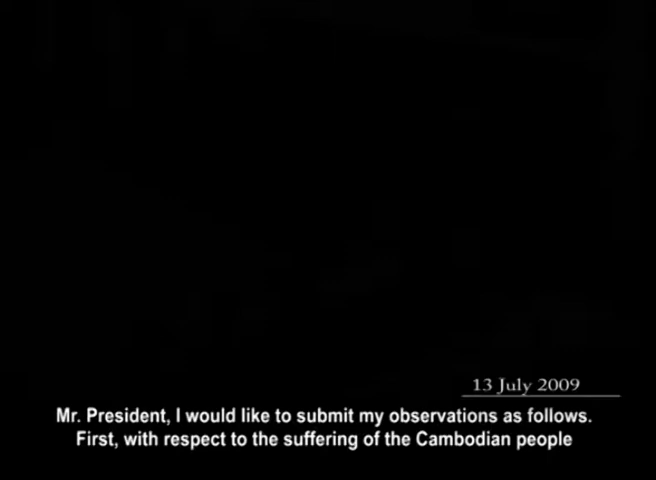 13 July 2009
Mr. President, I would like to submit my observations as follows.
First, with respect to the suffering of the Cambodian people